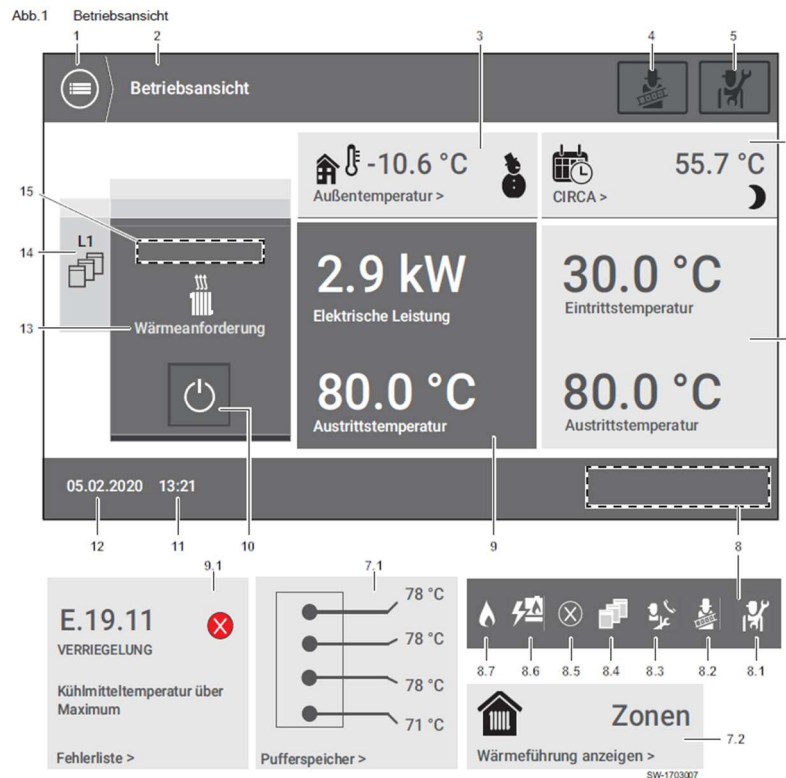 Abb.1 Betriebsansicht
1 2 3 4 5
Betriebsansicht
-10.6 °C
Außentemperatur >
55.7 °C
CIRCA >
15
14
L1
13
Wärmeanforderung
2.9 kW
Elektrische Leistung
80.0 °C
Austrittstemperatur
30.0 °C
Eintrittstemperatur
80.0 °C
Austrittstemperatur
05.02.2020 13:21
12 11 10 9 8
9.1
E.19.11
VERRIEGELUNG
Kühlmitteltemperatur über
Maximum
Fehlerliste >
7.1
78 °C
78 °C
78 °C
71 °C
Pufferspeicher >
8.7 8.6 8.5 8.4 8.3 8.2 8.1
Zonen
7.2
Wärmeführung anzeigen >
SW-1703007